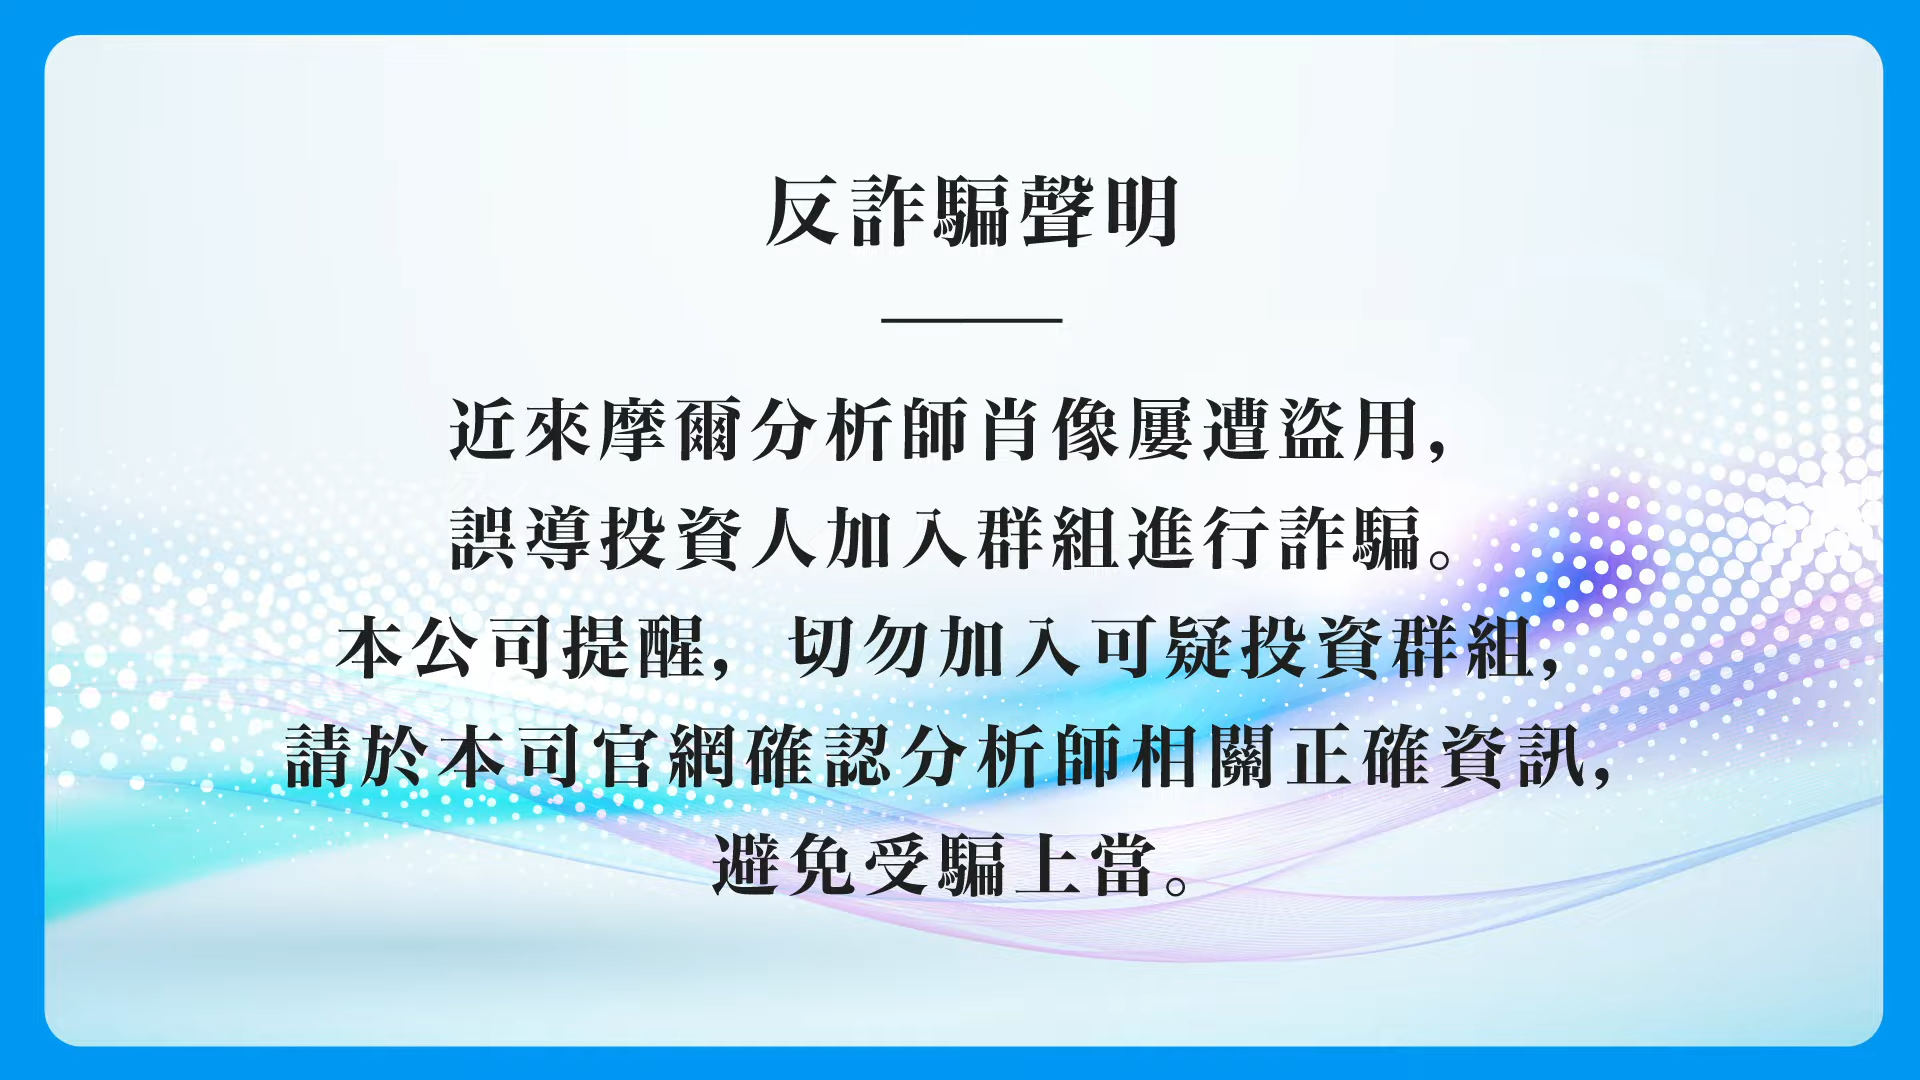 反詐騙聲明
近來摩爾分析師肖像屢遭盜用,
誤導投資人加入群組進行詐騙。
本公司提醒, 切勿加入可疑投資群組,
請於本司官網確認分析師相關正確資訊,
避免受騙上當。